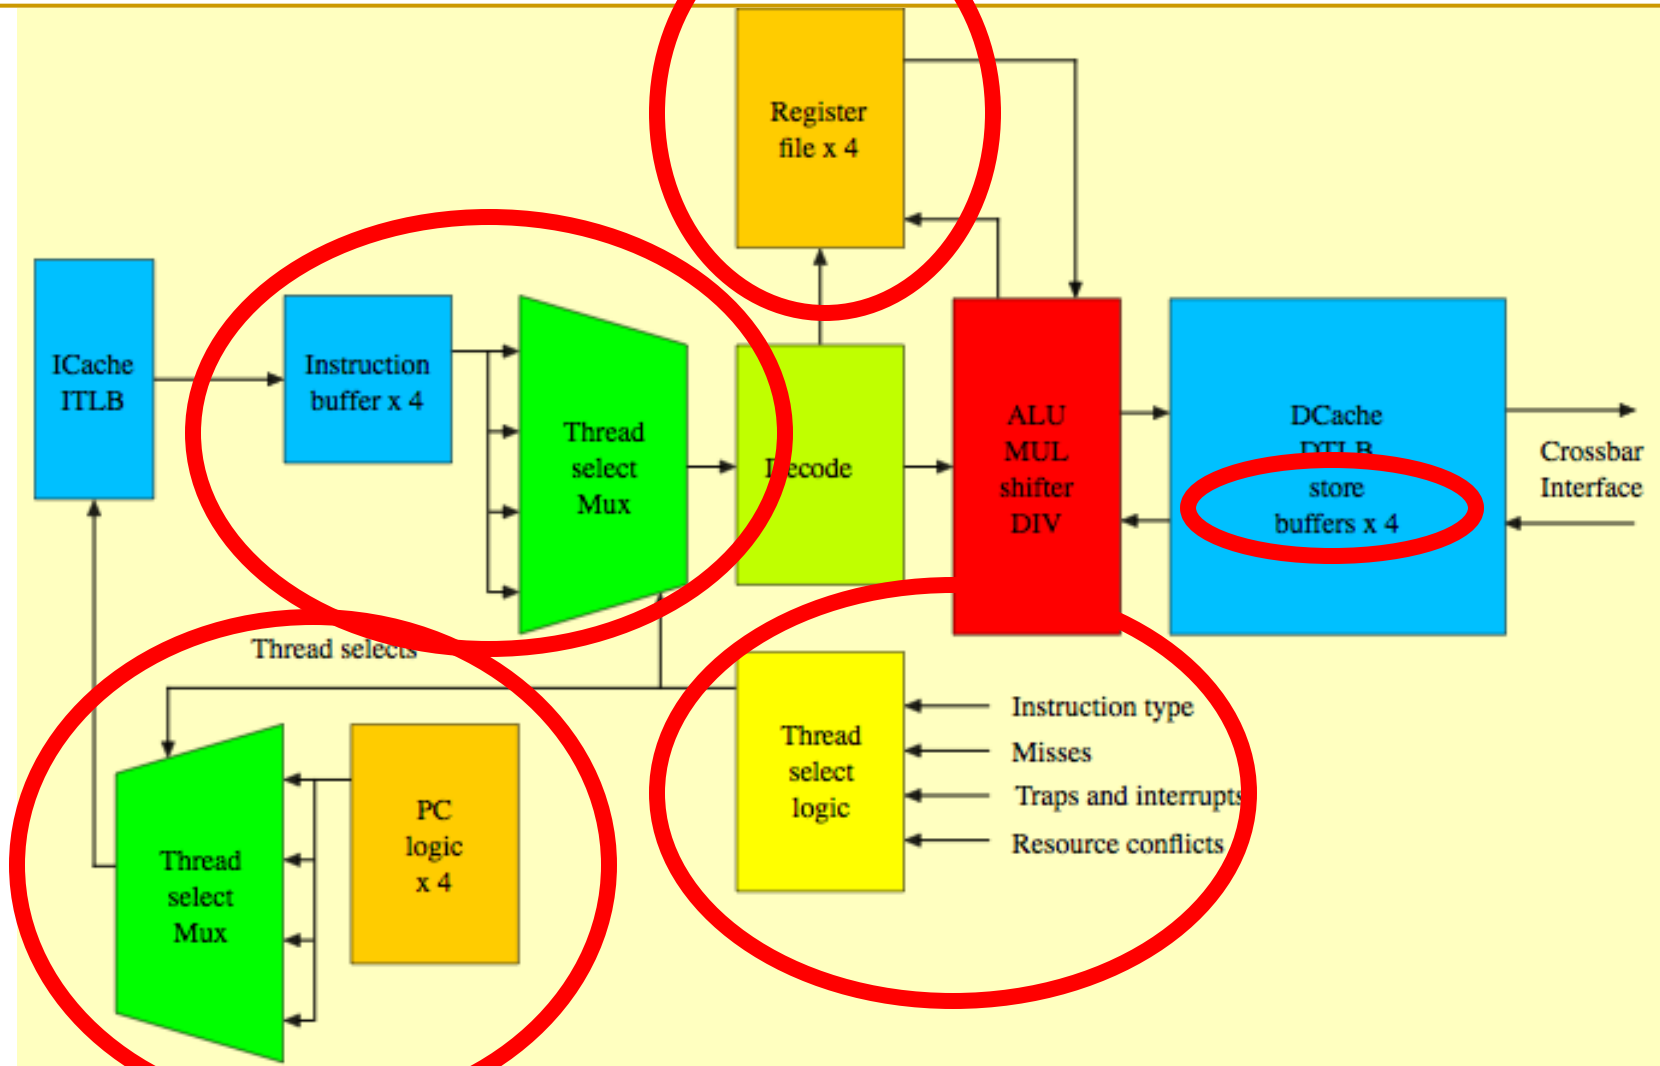 Register
file x 4
ICache
ITLB
Instruction
buffer x 4
Thread
select
Mux
Decode
ALU
MUL
shifter
DIV
DCache
DTLB
store
buffers x 4
Crossbar
Interface
Thread selects
Thread
select
Mux
PC
logic
x 4
Thread
select
logic
Instruction type
Misses
Traps and interrupts
Resource conflicts